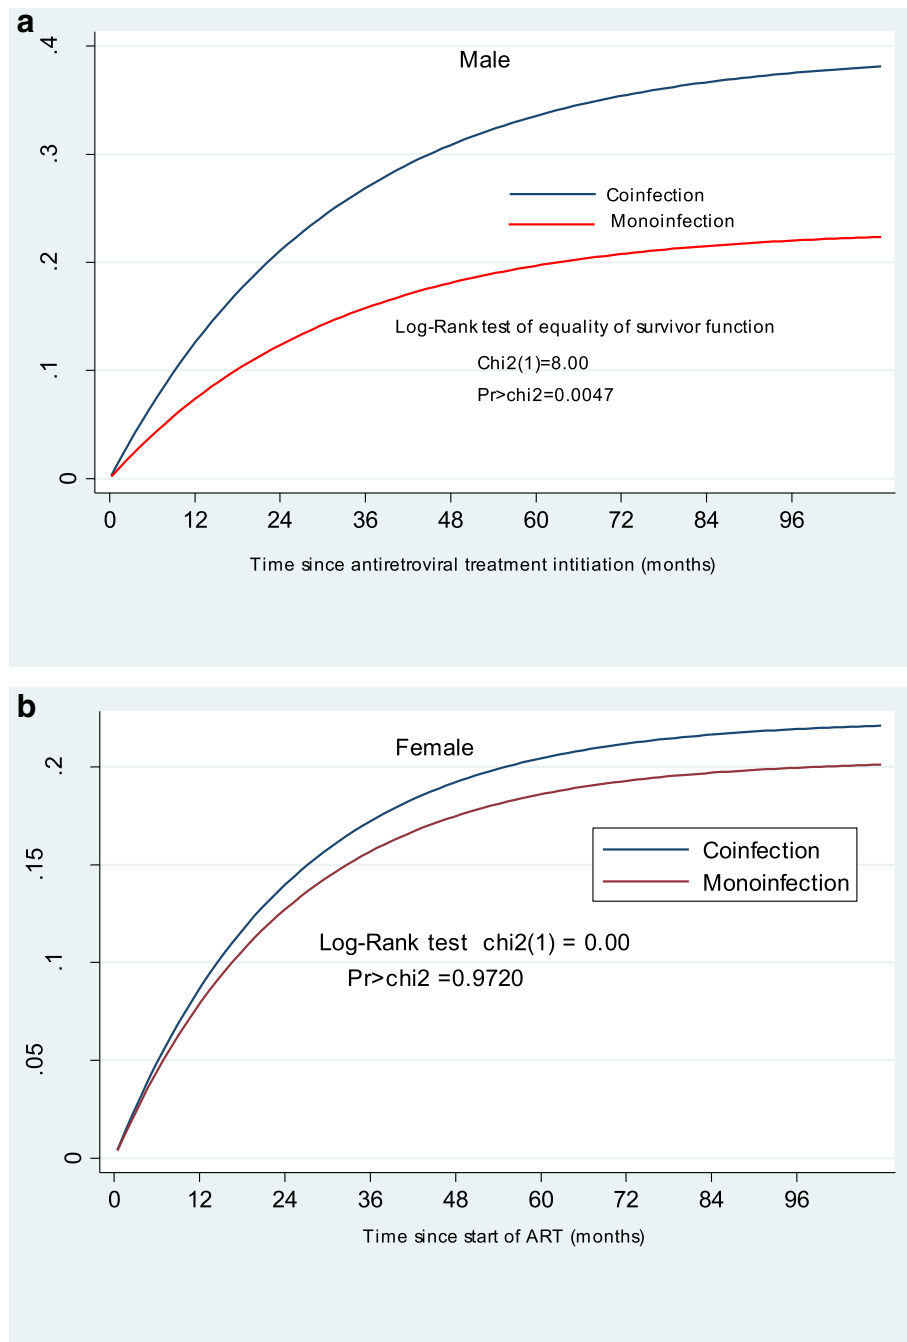 a
Male
.4
.3
.2
.1
0
Coinfection
Monoinfection
Log-Rank test of equality of survivor function
Chi2(1)=8.00
Pr>chi2=0.0047
0 12 24 36 48 60 72 84 96
Time since antiretroviral treatment intitiation (months)
b
Female
.2
.15
.1
.05
0
Coinfection
Monoinfection
Log-Rank test chi2(1) = 0.00
Pr>chi2 =0.9720
0 12 24 36 48 60 72 84 96
Time since start of ART (months)